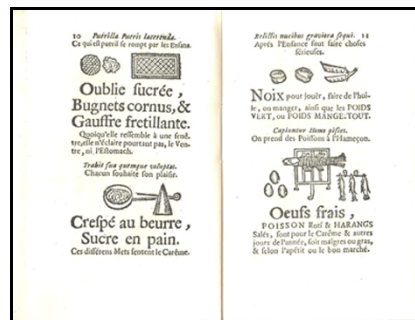 10 Puerilia Pueris lacerenda.
Ce qui est puéril se rompt par les Enfans.
Oublie sucrée,
Bugnets cornus, &
Gauffre fretillante.
Quoiqu'elle ressemble à une fenê
tre, elle n'éclaire pourtant pas, le Ven
tre, ni l'Estomach.
Trahit sua quemque voluptas.
Chacun souhaite son plaisir.
Crespé au beurre,
Sucre en pain.
Ces différens Mets sentent le Carême.
Relictis nucibus graviora sequi. 11
Après l'Enfance faut faire choses
sérieuses.
NOIX pour jouer, faire de l'hui-
le, ou manger, ainsi que les POIDS
VERT, ou POIDS MANGE-TOUT.
Capiuntur Hamo pisces.
On prend des Poissons à l'Hameçon.
Oeufs frais,
POISSON Roti & HARANGS
Salés, sont pour le Carême & autres
jours de l'année, soit maigres ou gras,
& selon l'apétit ou le bon marché.